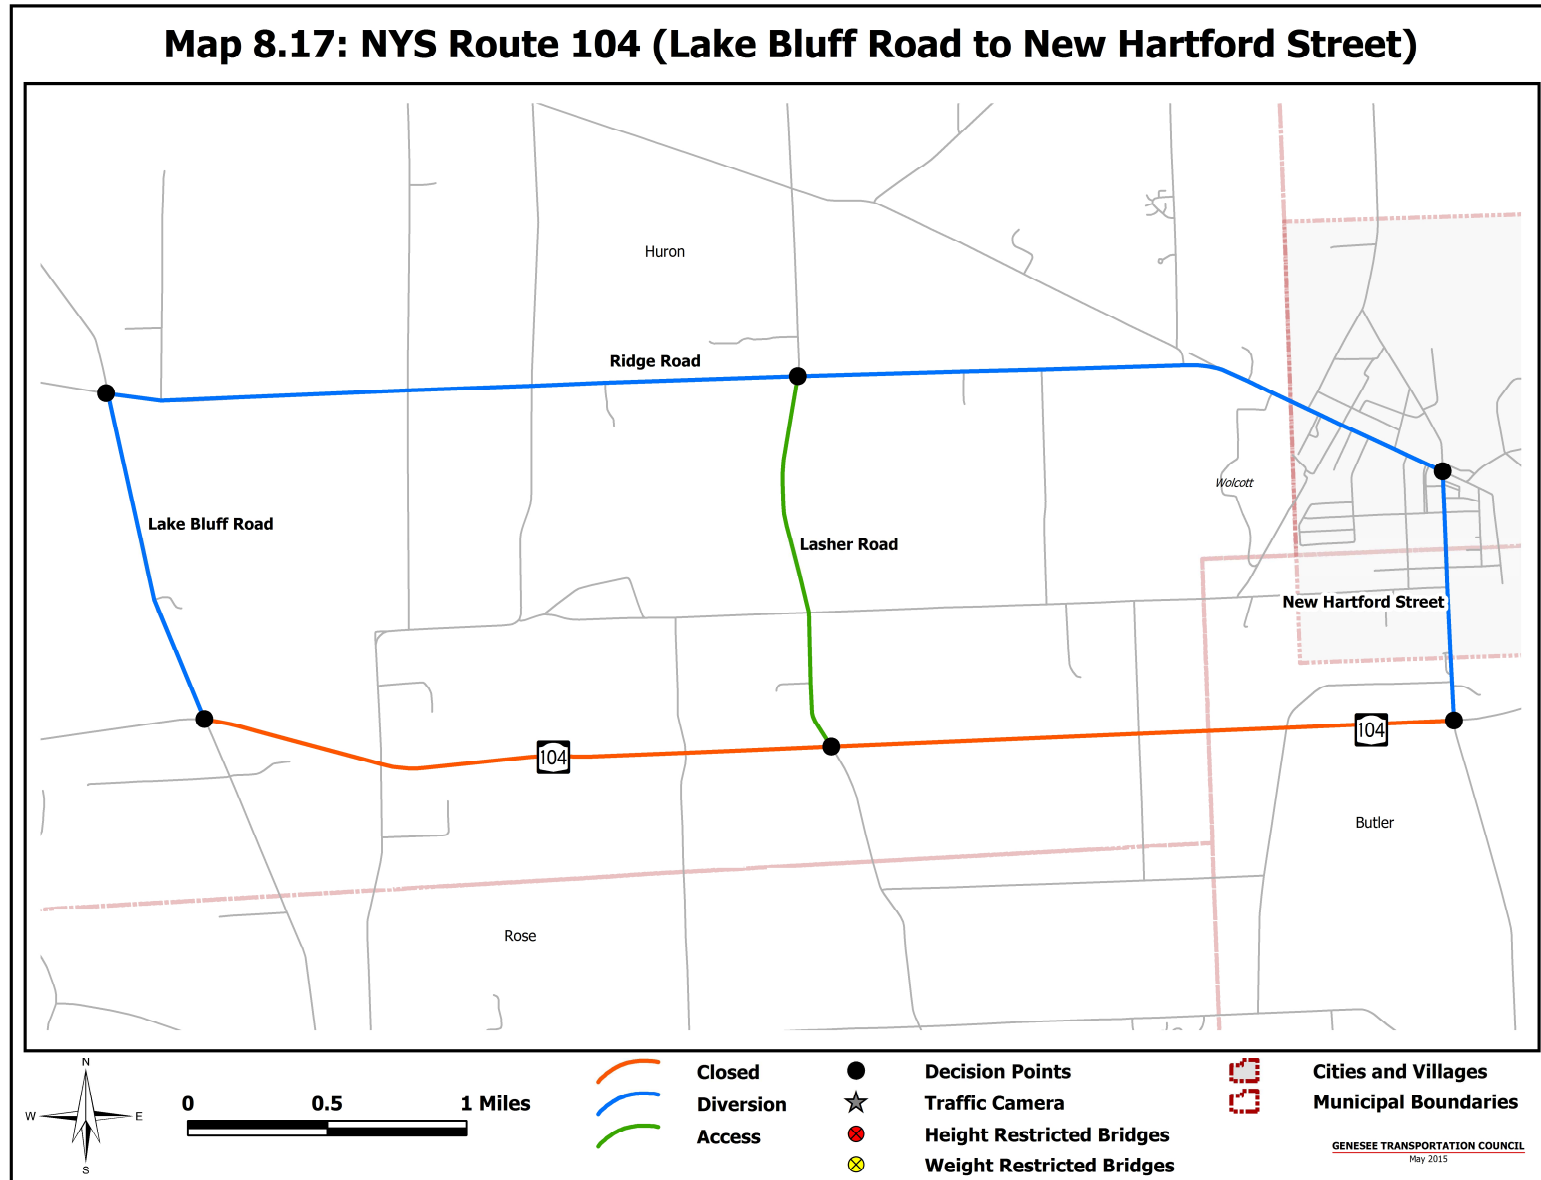 Map 8.17: NYS Route 104 (Lake Bluff Road to New Hartford Street)
Huron
Ridge Road
Wolcott
Lake Bluff Road
Lasher Road
New Hartford Street
104
104
Butler
Rose
N
W E
S
0 0.5 1 Miles
Closed
Diversion
Access
Decision Points
Traffic Camera
Height Restricted Bridges
Weight Restricted Bridges
Cities and Villages
Municipal Boundaries
GENESEE TRANSPORTATION COUNCIL
May 2015